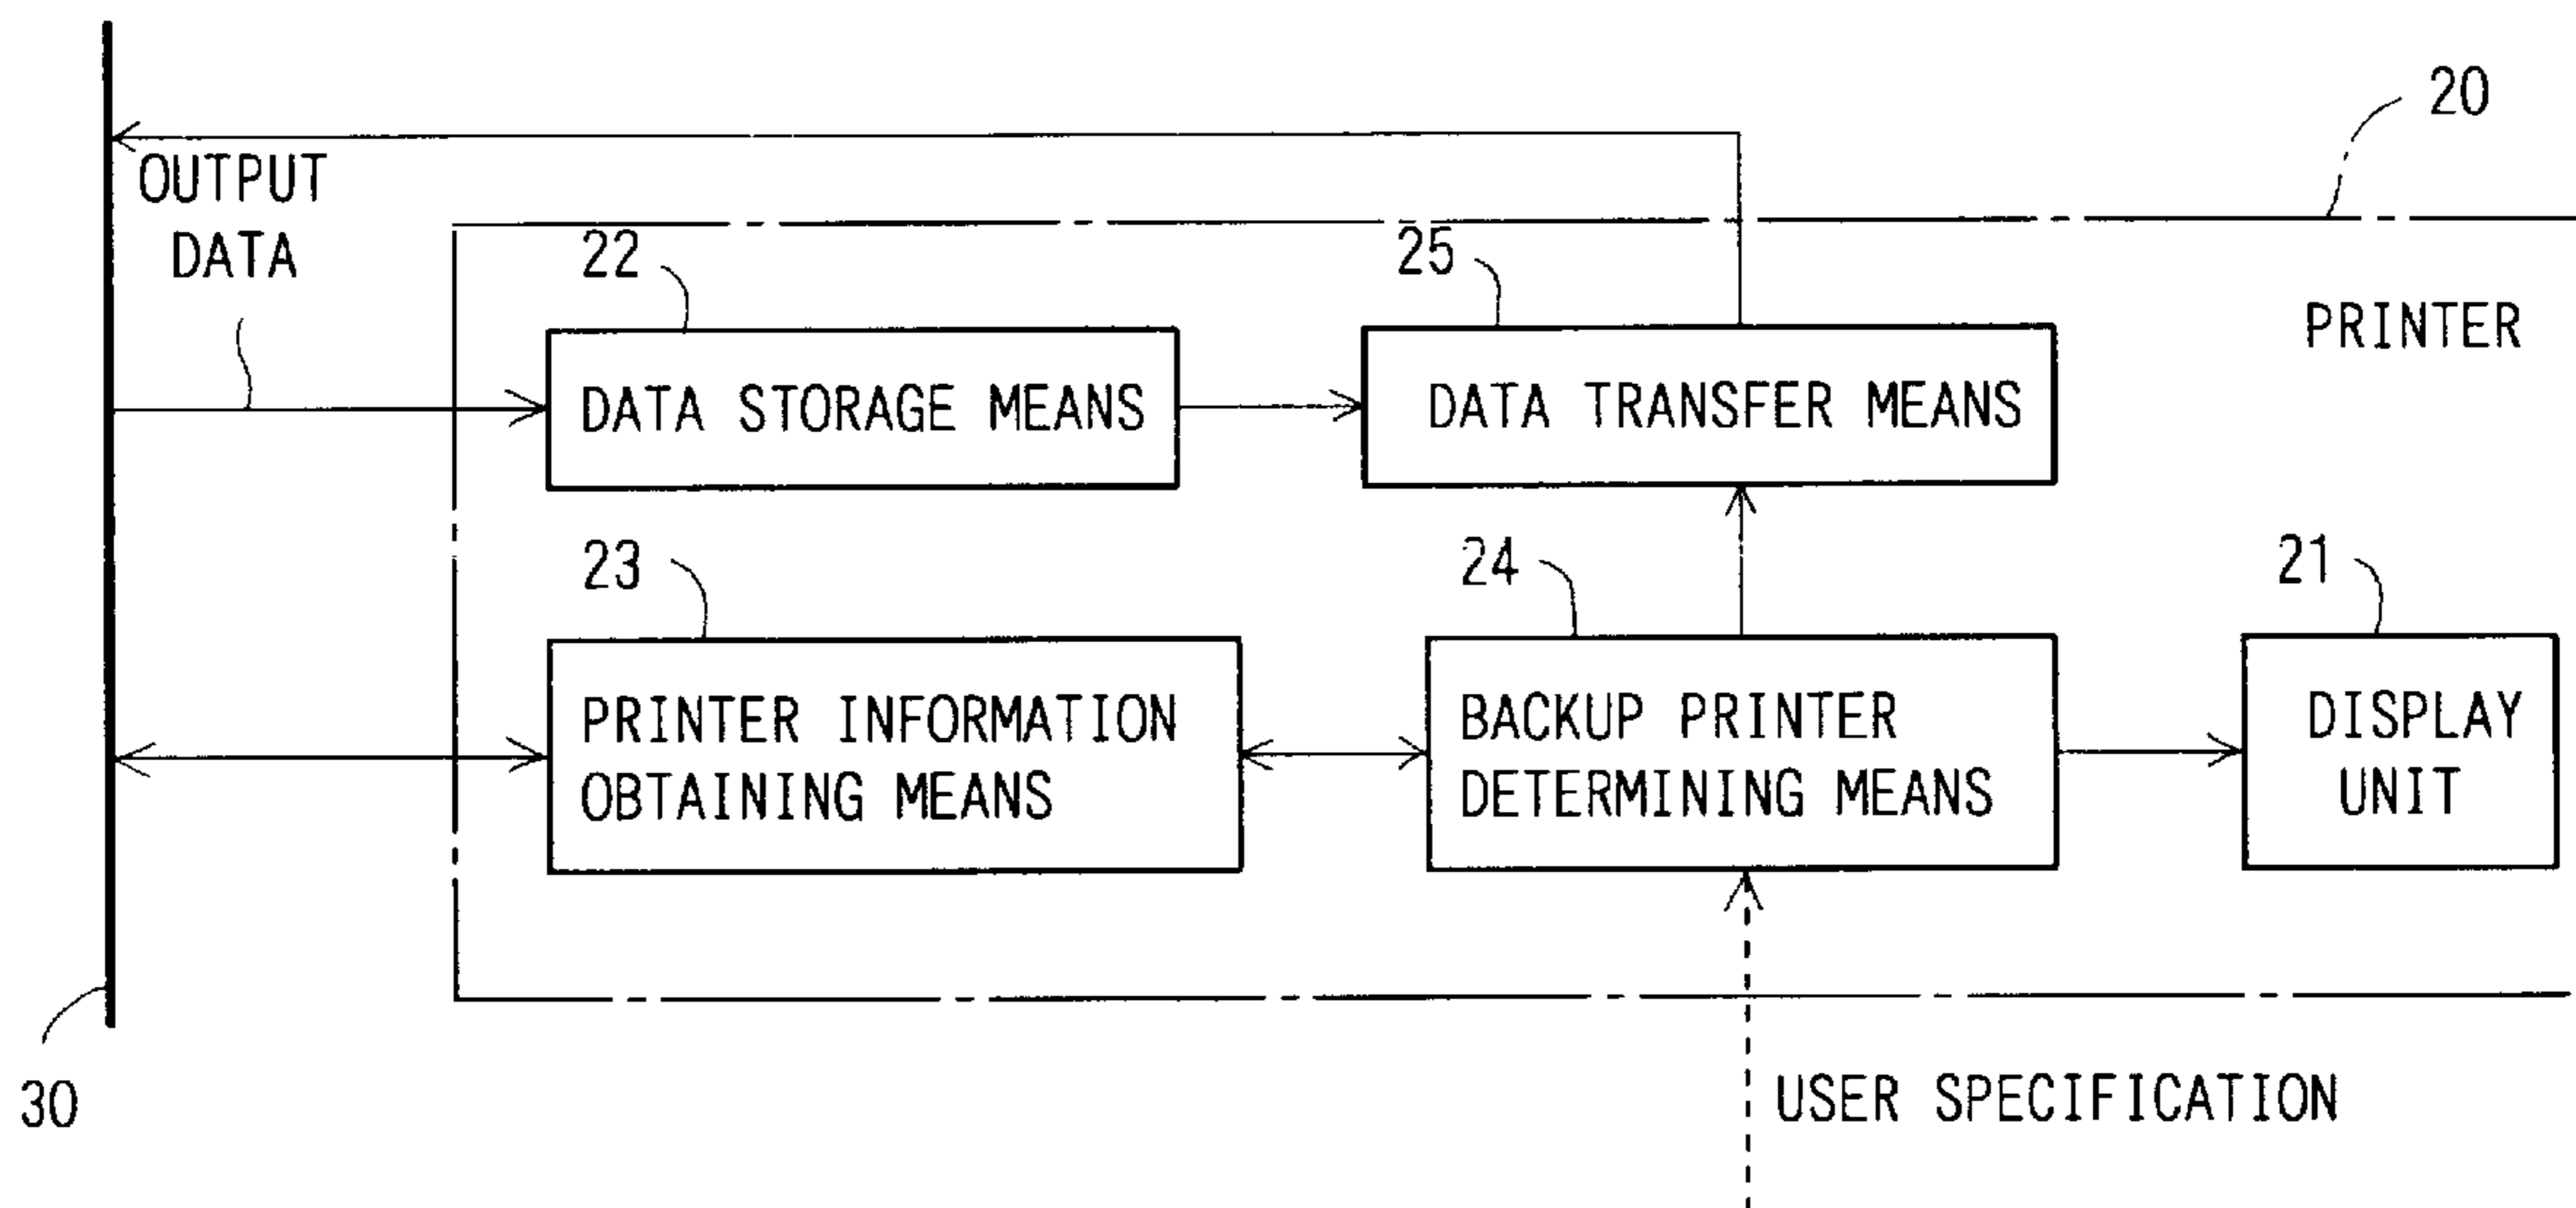 20
OUTPUT
DATA
22
25
PRINTER
DATA STORAGE MEANS
DATA TRANSFER MEANS
23
24
21
PRINTER INFORMATION
OBTAINING MEANS
BACKUP PRINTER
DETERMINING MEANS
DISPLAY
UNIT
30
USER SPECIFICATION